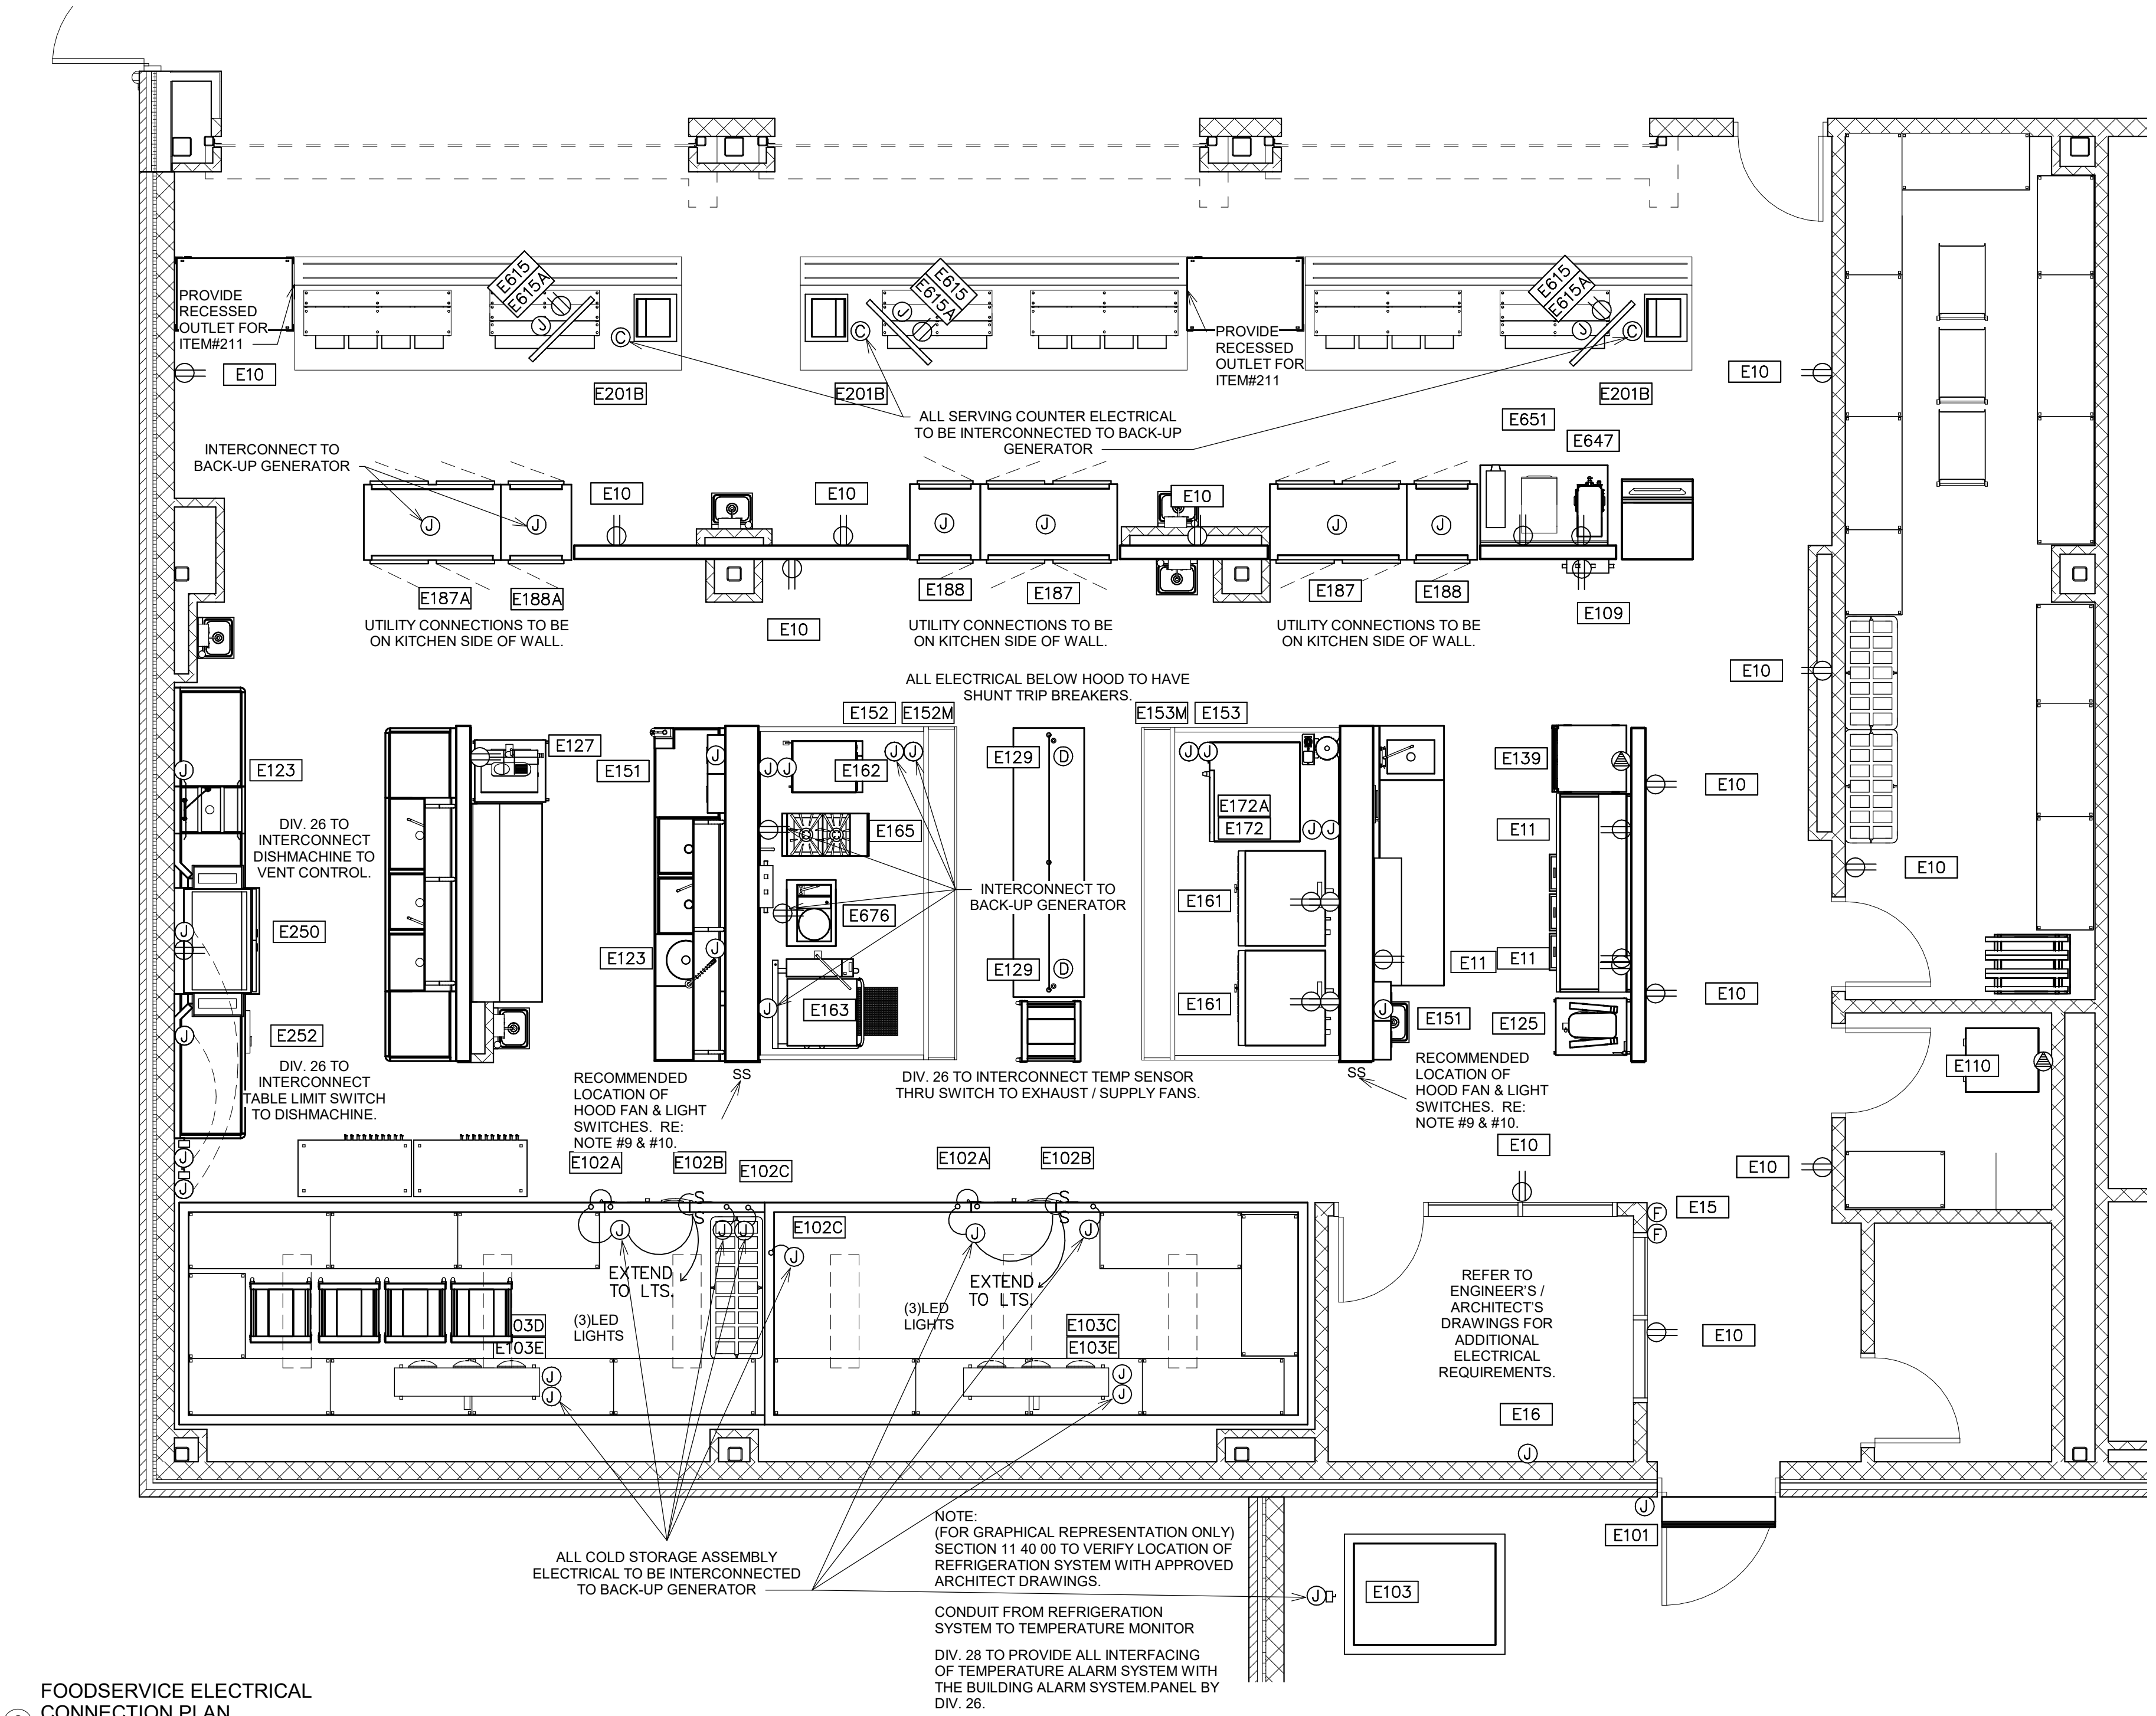 E615
E615A
E615
E615A
E615
E615A
J
J
J
C
C
C
PROVIDE
RECESSED
OUTLET FOR
ITEM#211
PROVIDE
RECESSED
OUTLET FOR
ITEM#211
E10
E10
E201B
E201B
E201B
ALL SERVING COUNTER ELECTRICAL
TO BE INTERCONNECTED TO BACK-UP
GENERATOR
E651
E647
INTERCONNECT TO
BACK-UP GENERATOR
E10
E10
E10
J
J
J
J
J
J
E187A
E188A
E188
E187
E187
E188
E109
UTILITY CONNECTIONS TO BE
ON KITCHEN SIDE OF WALL.
E10
UTILITY CONNECTIONS TO BE
ON KITCHEN SIDE OF WALL.
UTILITY CONNECTIONS TO BE
ON KITCHEN SIDE OF WALL.
E10
ALL ELECTRICAL BELOW HOOD TO HAVE
SHUNT TRIP BREAKERS.
E152
E152M
E153M
E153
J
E123
E127
E151
J
J
J
E162
J
J
E129
D
J
J
E139
E10
DIV. 26 TO
INTERCONNECT
DISHMACHINE TO
VENT CONTROL.
E165
E172A
E172
J
J
E11
E10
INTERCONNECT TO
BACK-UP GENERATOR
E161
E676
J
E250
E123
J
E129
D
E11
E11
E10
J
E163
E161
J
E151
E125
J
E252
DIV. 26 TO
INTERCONNECT
TABLE LIMIT SWITCH
TO DISHMACHINE.
SS
RECOMMENDED
LOCATION OF
HOOD FAN & LIGHT
SWITCHES. RE:
NOTE #9 & #10.
DIV. 26 TO INTERCONNECT TEMP SENSOR
THRU SWITCH TO EXHAUST / SUPPLY FANS.
SS
RECOMMENDED
LOCATION OF
HOOD FAN & LIGHT
SWITCHES. RE:
NOTE #9 & #10.
E110
E10
E10
J
J
E102A
E102B
E102C
E102A
E102B
S
S
S
S
E102C
J
J
J
J
J
J
EXTEND
TO LTS.
EXTEND
TO LTS.
(3)LED
LIGHTS
(3)LED
LIGHTS
03D
E103E
E103C
E103E
J
J
J
J
F
F
E15
REFER TO
ENGINEER'S /
ARCHITECT'S
DRAWINGS FOR
ADDITIONAL
ELECTRICAL
REQUIREMENTS.
E10
E16
J
J
E101
ALL COLD STORAGE ASSEMBLY
ELECTRICAL TO BE INTERCONNECTED
TO BACK-UP GENERATOR
NOTE:
(FOR GRAPHICAL REPRESENTATION ONLY)
SECTION 11 40 00 TO VERIFY LOCATION OF
REFRIGERATION SYSTEM WITH APPROVED
ARCHITECT DRAWINGS.
J
E103
CONDUIT FROM REFRIGERATION
SYSTEM TO TEMPERATURE MONITOR
DIV. 28 TO PROVIDE ALL INTERFACING
OF TEMPERATURE ALARM SYSTEM WITH
THE BUILDING ALARM SYSTEM.PANEL BY
DIV. 26.
FOODSERVICE ELECTRICAL
CONNECTION PLAN